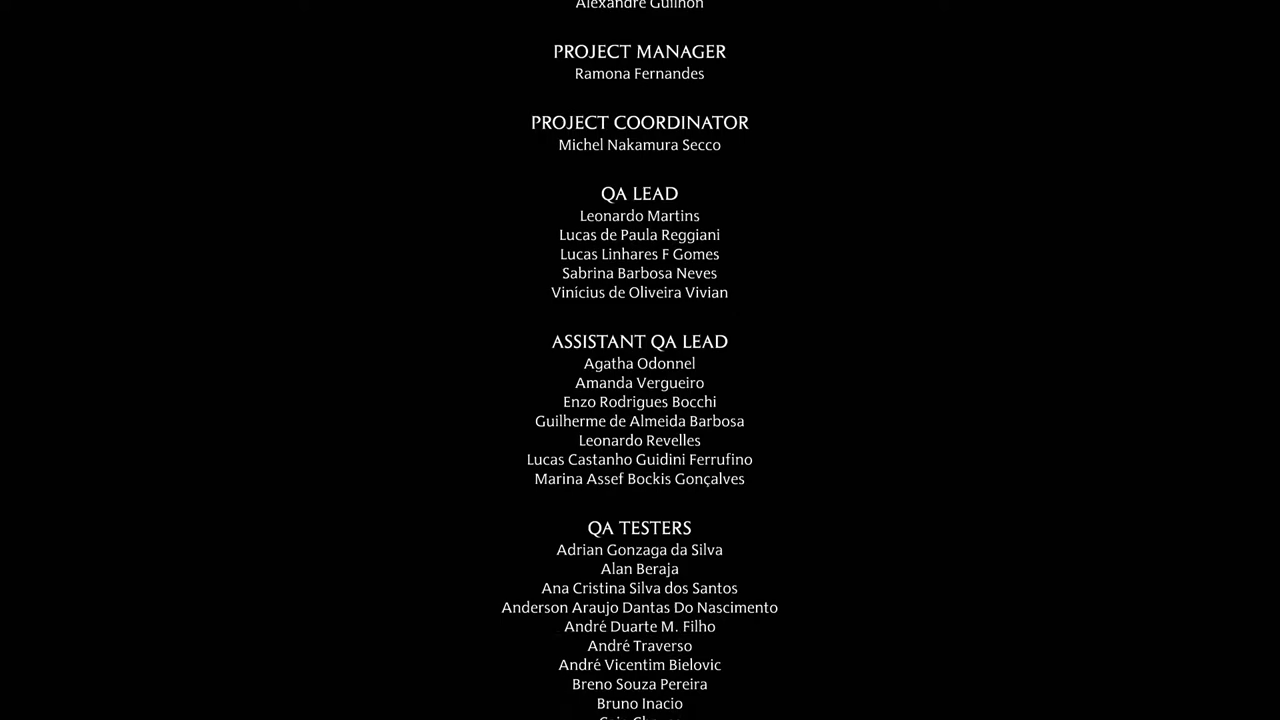 Alexandre Guilhon
PROJECT MANAGER
Ramona Fernandes
PROJECT COORDINATOR
Michel Nakamura Secco
QA LEAD
Leonardo Martins
Lucas de Paula Reggiani
Lucas Linhares F Gomes
Sabrina Barbosa Neves
Vinícius de Oliveira Vivian
ASSISTANT QA LEAD
Agatha Odonnel
Amanda Vergueiro
Enzo Rodrigues Bocchi
Guilherme de Almeida Barbosa
Leonardo Revelles
Lucas Castanho Guidini Ferrufino
Marina Assef Bockis Gonçalves
QA TESTERS
Adrian Gonzaga da Silva
Alan Beraja
Ana Cristina Silva dos Santos
Anderson Araujo Dantas Do Nascimento
André Duarte M. Filho
André Traverso
André Vicentim Bielovic
Breno Souza Pereira
Bruno Inacio